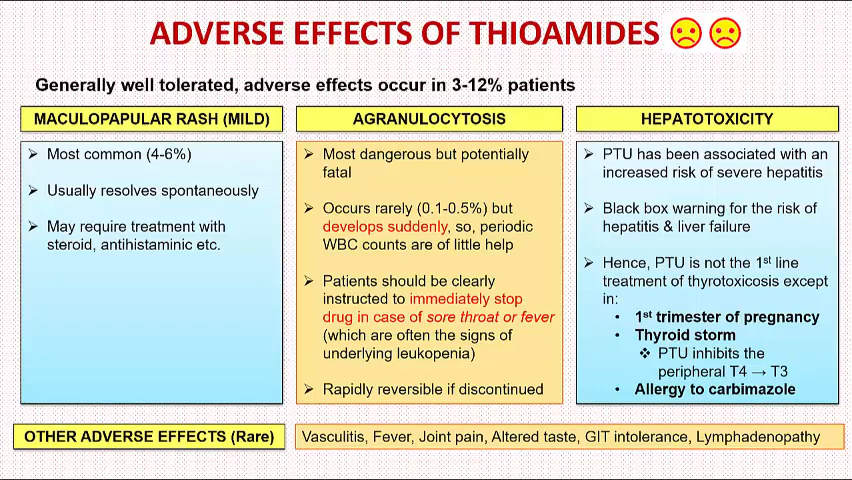 ADVERSE EFFECTS OF THIOAMIDES
Generally well tolerated, adverse effects occur in 3-12% patients
MACULOPAPULAR RASH (MILD)
➢ Most common (4-6%)
➢ Usually resolves spontaneously
➢ May require treatment with
steroid, antihistaminic etc.
AGRANULOCYTOSIS
➢ Most dangerous but potentially
fatal
➢ Occurs rarely (0.1-0.5%) but
develops suddenly, so, periodic
WBC counts are of little help
➢ Patients should be clearly
instructed to immediately stop
drug in case of sore throat or fever
(which are often the signs of
underlying leukopenia)
➢ Rapidly reversible if discontinued
HEPATOTOXICITY
➢ PTU has been associated with an
increased risk of severe hepatitis
➢ Black box warning for the risk of
hepatitis & liver failure
➢ Hence, PTU is not the 1st line
treatment of thyrotoxicosis except
in:
• 1st trimester of pregnancy
• Thyroid storm
❖ PTU inhibits the
peripheral T4 → T3
• Allergy to carbimazole
OTHER ADVERSE EFFECTS (Rare)
Vasculitis, Fever, Joint pain, Altered taste, GIT intolerance, Lymphadenopathy